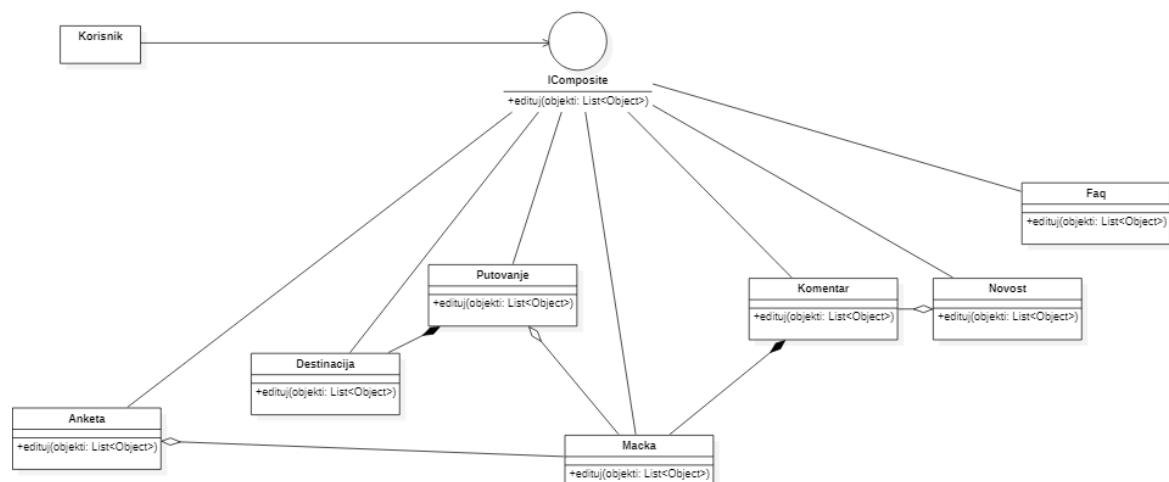 Korisnik
IComposite
+edituj(objekti: List<Object>)
Faq
+edituj(objekti: List<Object>)
Putovanje
+edituj(objekti: List<Object>)
Komentar
+edituj(objekti: List<Object>)
Novost
+edituj(objekti: List<Object>)
Destinacija
+edituj(objekti: List<Object>)
Anketa
+edituj(objekti: List<Object>)
Macka
+edituj(objekti: List<Object>)